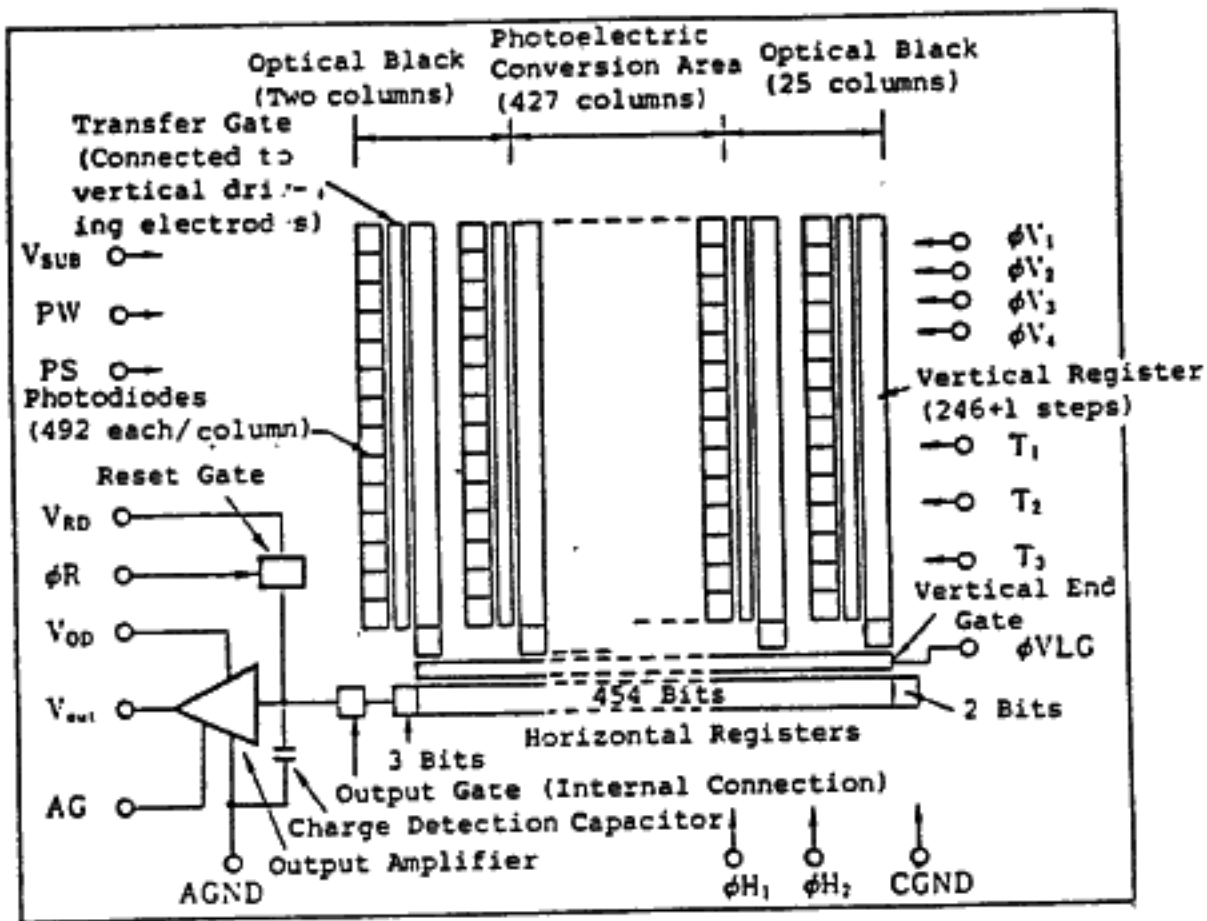 Optical Black
(Two columns)
Photoelectric
Conversion Area
(427 columns)
Optical Black
(25 columns)
Transfer Gate
(Connected to
vertical driv-
ing electrodes)
VSUB
PW
PS
Photodiodes
(492 each/column)
Reset Gate
VRD
φR
VOD
Vout
AG
AGND
φV1
φV2
φV3
φV4
Vertical Register
(246+1 steps)
T1
T2
T3
Vertical End
Gate
φVLG
454 Bits
2 Bits
Horizontal Registers
3 Bits
Output Gate (Internal Connection)
Charge Detection Capacitor
Output Amplifier
φH1
φH2
CGND